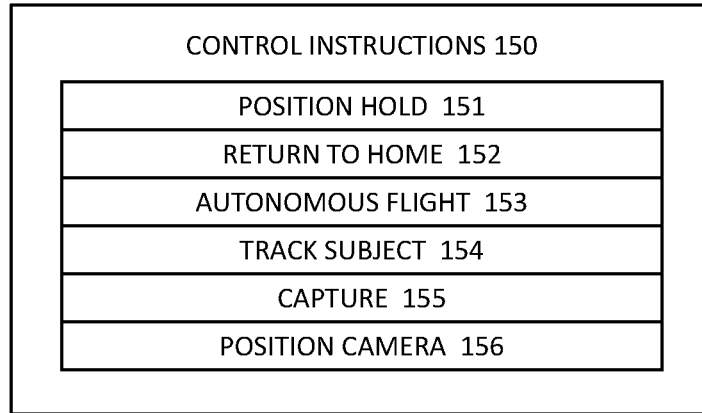 CONTROL INSTRUCTIONS 150
POSITION HOLD 151
RETURN TO HOME 152
AUTONOMOUS FLIGHT 153
TRACK SUBJECT 154
CAPTURE 155
POSITION CAMERA 156